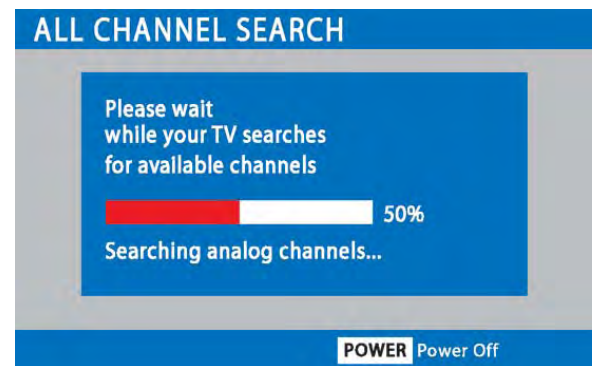 ALL CHANNEL SEARCH
Please wait
while your TV searches
for available channels
50%
Searching analog channels...
POWER Power Off